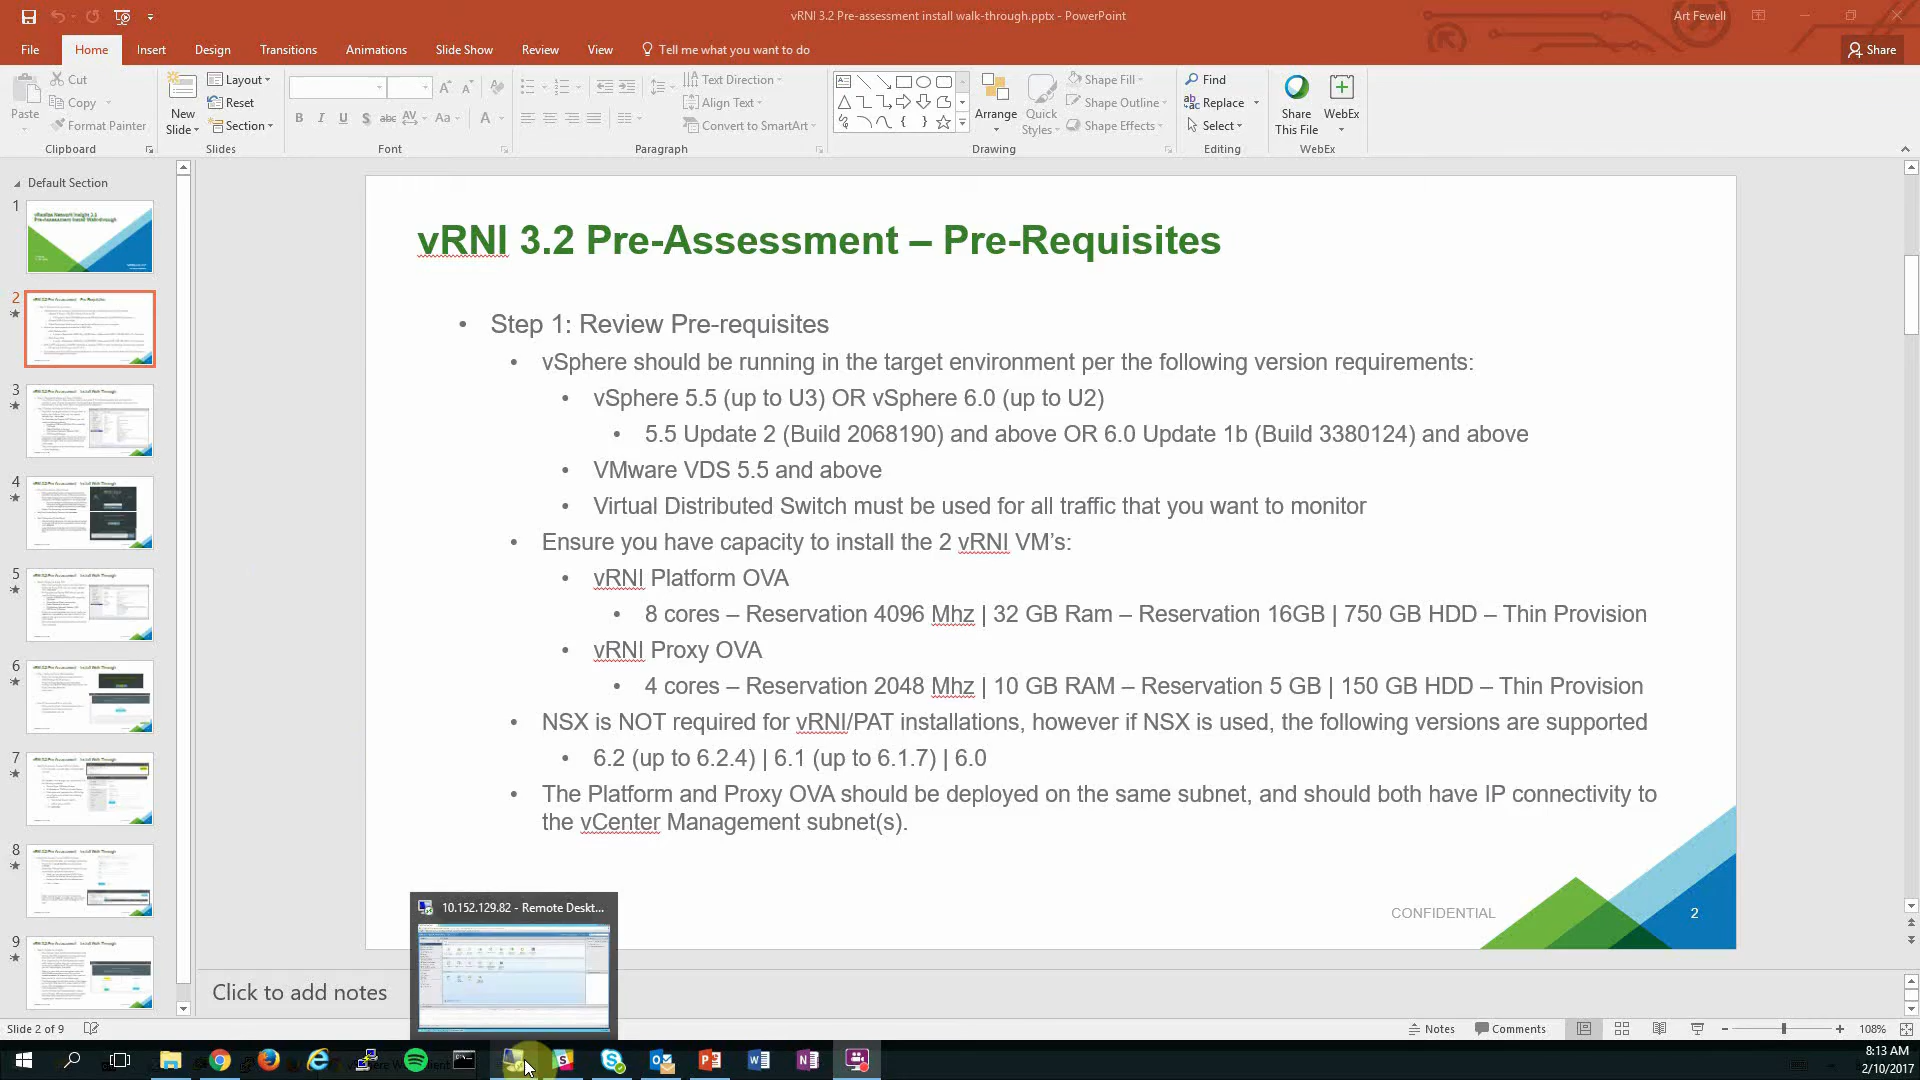 vRNI 3.2 Pre-assessment install walk-through.pptx - PowerPoint
Art Fewell
File
Home
Insert
Design
Transitions
Animations
Slide Show
Review
View
Tell me what you want to do
Share
Paste
Cut
Copy
Format Painter
Clipboard
New Slide
Layout
Reset
Section
Slides
Font
Text Direction
Align Text
Convert to SmartArt
Paragraph
Arrange
Quick Styles
Shape Fill
Shape Outline
Shape Effects
Drawing
Find
Replace
Select
Editing
Share This File
WebEx
WebEx
Default Section
1
2
3
4
5
6
7
8
9
vRNI 3.2 Pre-Assessment – Pre-Requisites
• Step 1: Review Pre-requisites
• vSphere should be running in the target environment per the following version requirements:
• vSphere 5.5 (up to U3) OR vSphere 6.0 (up to U2)
• 5.5 Update 2 (Build 2068190) and above OR 6.0 Update 1b (Build 3380124) and above
• VMware VDS 5.5 and above
• Virtual Distributed Switch must be used for all traffic that you want to monitor
• Ensure you have capacity to install the 2 vRNI VM’s:
• vRNI Platform OVA
• 8 cores – Reservation 4096 Mhz | 32 GB Ram – Reservation 16GB | 750 GB HDD – Thin Provision
• vRNI Proxy OVA
• 4 cores – Reservation 2048 Mhz | 10 GB RAM – Reservation 5 GB | 150 GB HDD – Thin Provision
• NSX is NOT required for vRNI/PAT installations, however if NSX is used, the following versions are supported
• 6.2 (up to 6.2.4) | 6.1 (up to 6.1.7) | 6.0
• The Platform and Proxy OVA should be deployed on the same subnet, and should both have IP connectivity to
the vCenter Management subnet(s).
CONFIDENTIAL
2
10.152.129.82 - Remote Deskt...
Click to add notes
Slide 2 of 9
Notes
Comments
108%
8:13 AM
2/10/2017